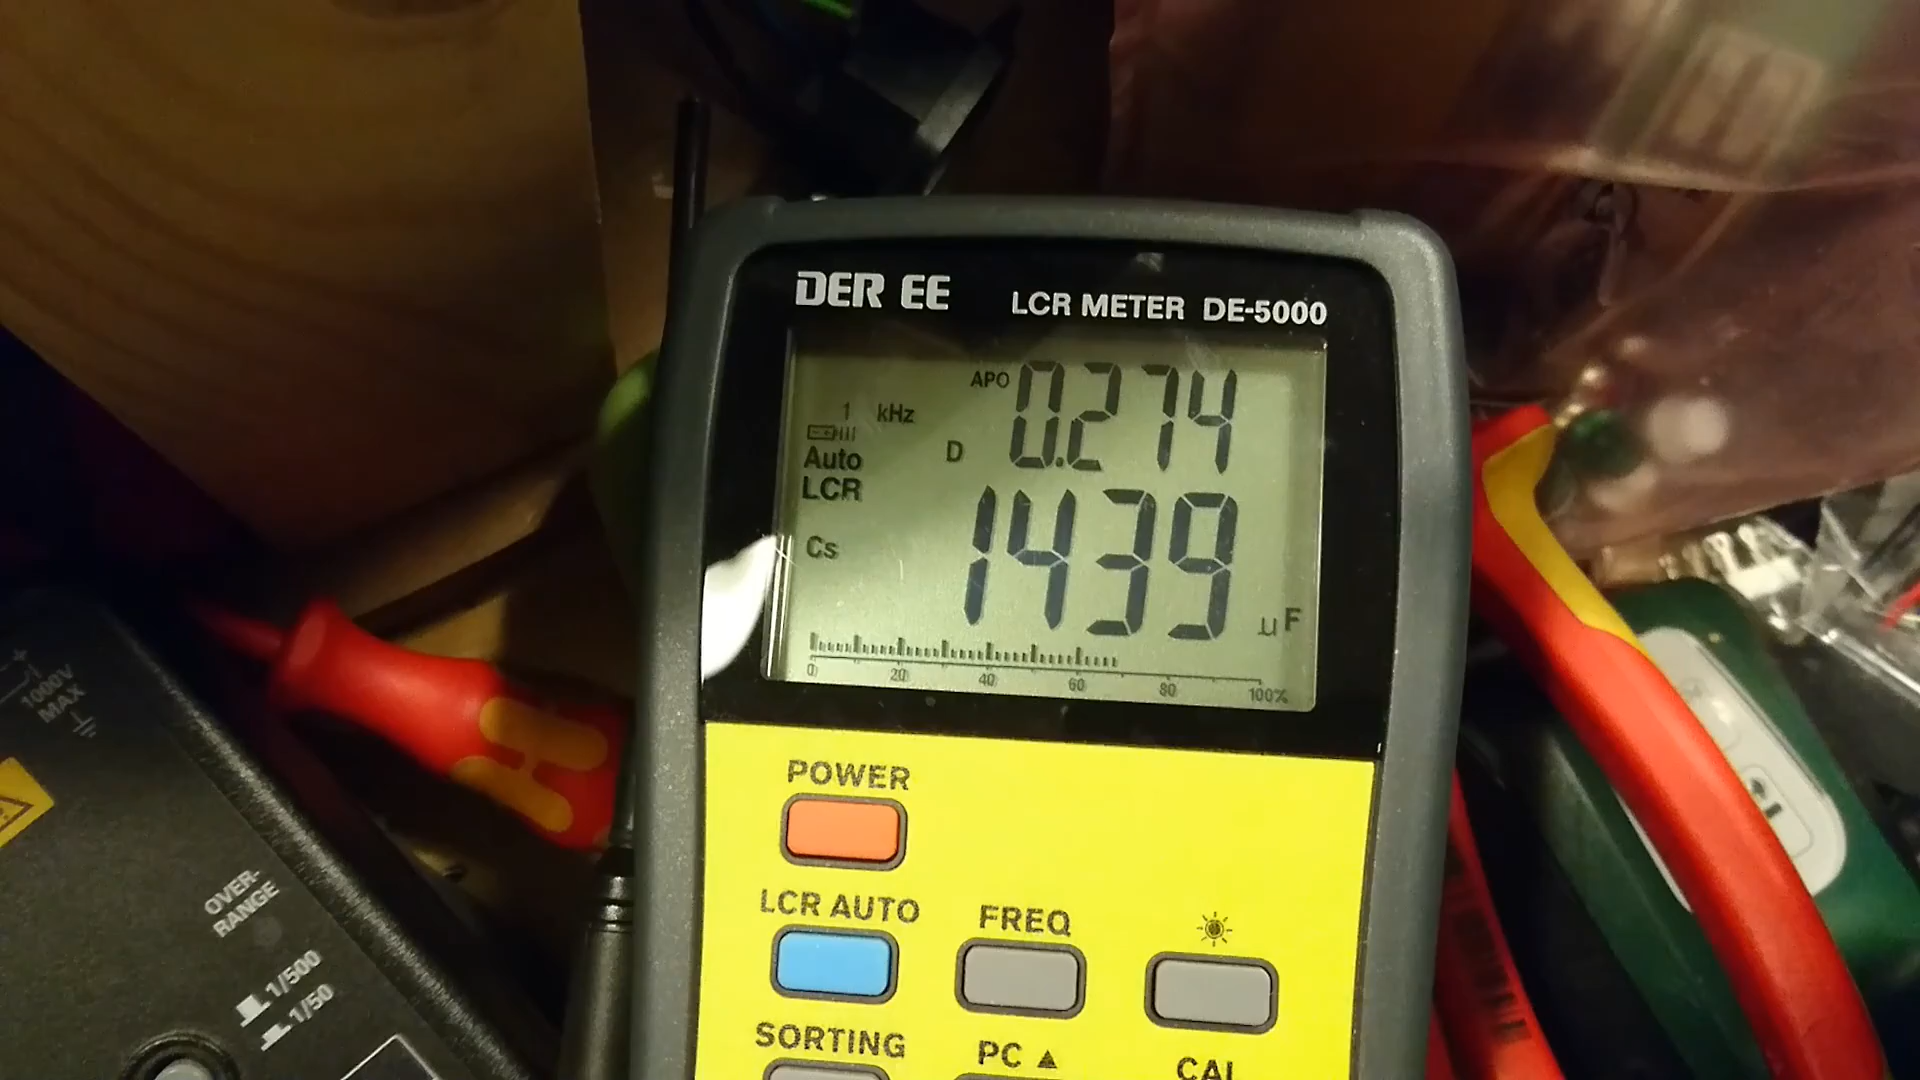 DER EE LCR METER DE-5000
APO 0.274
1 kHz
D
Auto
LCR
Cs
1439
µF
0 20 40 60 80 100%
POWER
LCR AUTO FREQ
SORTING PC ▲ CAL
1000V
MAX
OVER-
RANGE
1/500
1/50